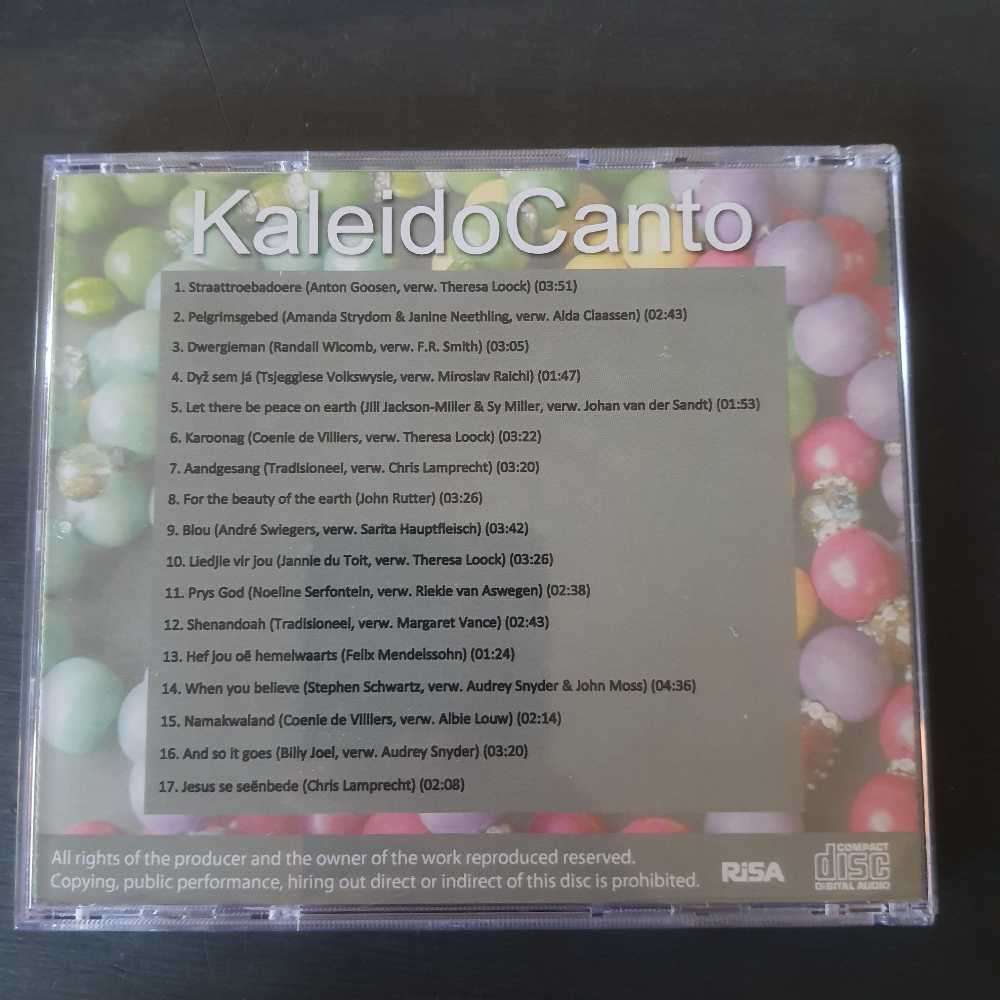 KaleidoCanto
1. Straattroebadoere (Anton Goosen, verw. Theresa Loock) (03:51)
2. Pelgrimsgebed (Amanda Strydom & Janine Neethling, verw. Alda Claassen) (02:43)
3. Dwergieman (Randall Wicomb, verw. F.R. Smith) (03:05)
4. Dyž sem já (Tsjeggiese Volkswysie, verw. Miroslav Raichl) (01:47)
5. Let there be peace on earth (Jill Jackson-Miller & Sy Miller, verw. Johan van der Sandt) (01:53)
6. Karoonag (Coenie de Villiers, verw. Theresa Loock) (03:22)
7. Aandgesang (Tradisioneel, verw. Chris Lamprecht) (03:20)
8. For the beauty of the earth (John Rutter) (03:26)
9. Blou (André Swiegers, verw. Sarita Hauptfleisch) (03:42)
10. Liedjie vir jou (Jannie du Toit, verw. Theresa Loock) (03:26)
11. Prys God (Noeline Serfontein, verw. Riekie van Aswegen) (02:38)
12. Shenandoah (Tradisioneel, verw. Margaret Vance) (02:43)
13. Hef jou oë hemelwaarts (Felix Mendelssohn) (01:24)
14. When you believe (Stephen Schwartz, verw. Audrey Snyder & John Moss) (04:36)
15. Namakwaland (Coenie de Villiers, verw. Albie Louw) (02:14)
16. And so it goes (Billy Joel, verw. Audrey Snyder) (03:20)
17. Jesus se seënbede (Chris Lamprecht) (02:08)
All rights of the producer and the owner of the work reproduced reserved.
Copying, public performance, hiring out direct or indirect of this disc is prohibited.
RiSA
COMPACT
disc
DIGITAL AUDIO